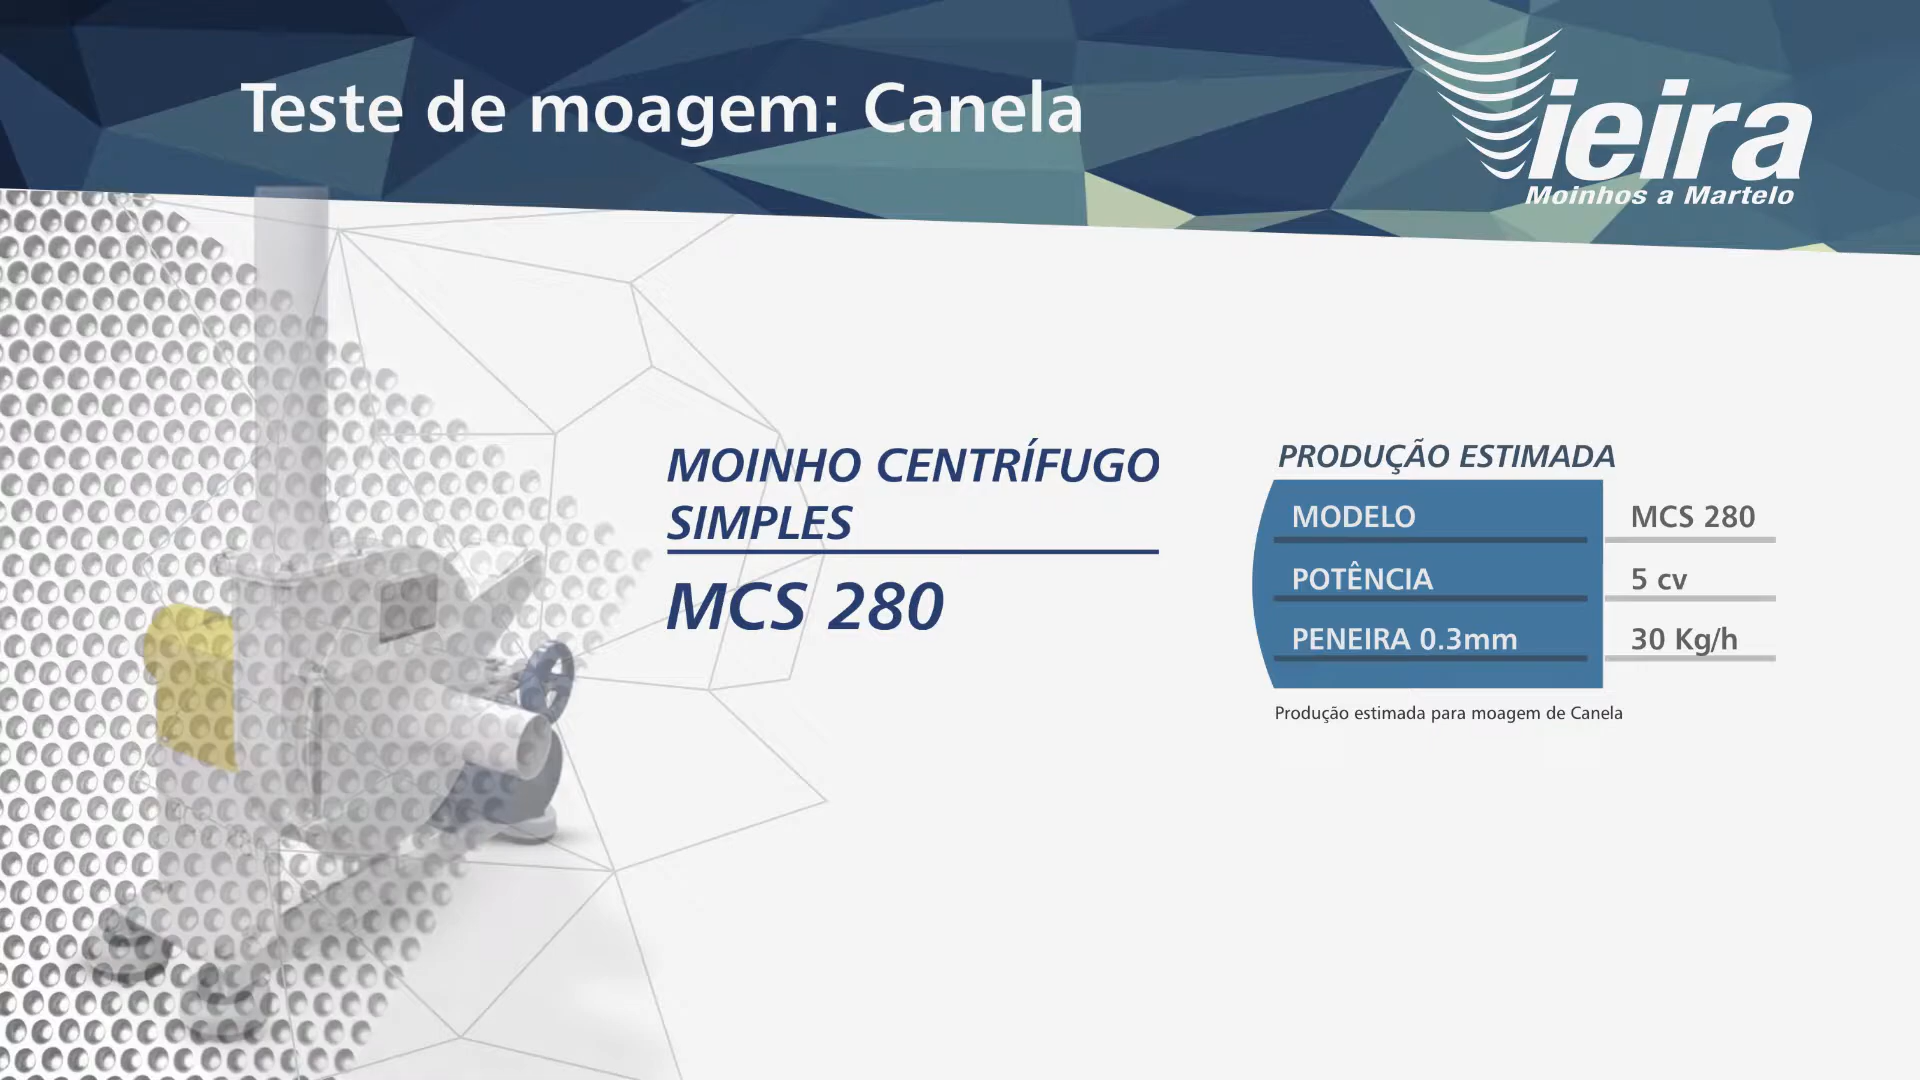 Teste de moagem: Canela
Vieira
Moinhos a Martelo
MOINHO CENTRÍFUGO
SIMPLES
MCS 280
PRODUÇÃO ESTIMADA
MODELO MCS 280
POTÊNCIA 5 cv
PENEIRA 0.3mm 30 Kg/h
Produção estimada para moagem de Canela